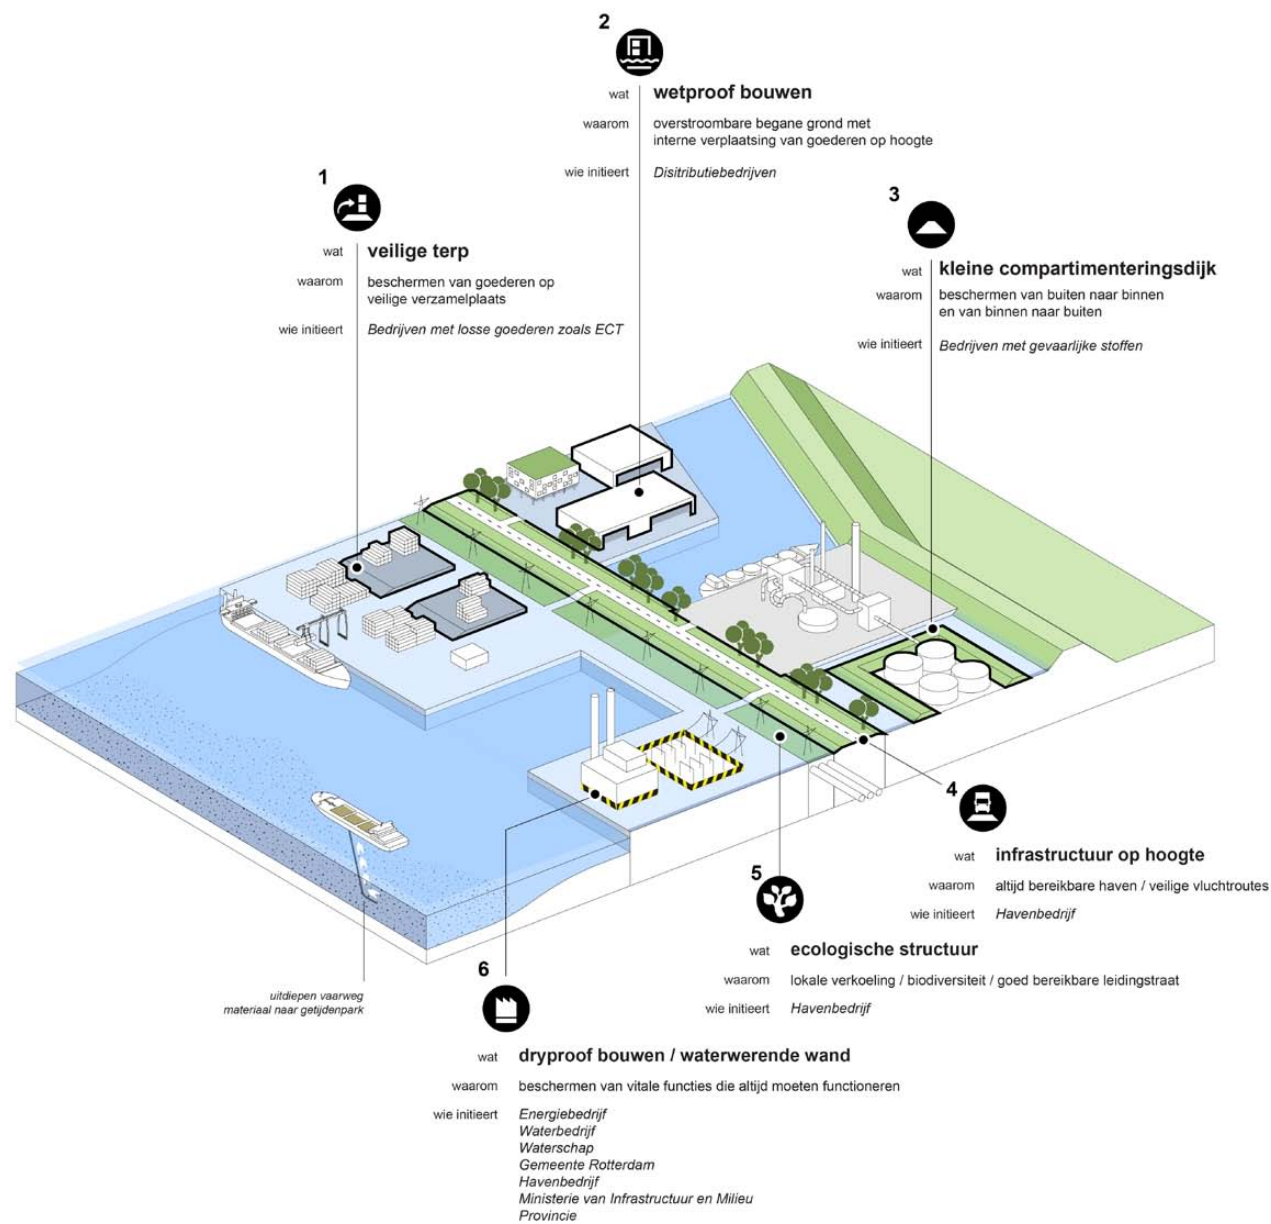 1
wat veilige terp
waarom beschermen van goederen op
veilige verzamelplaats
wie initieert Bedrijven met losse goederen zoals ECT
2
wat wetproof bouwen
waarom overstroombare begane grond met
interne verplaatsing van goederen op hoogte
wie initieert Disitributiebedrijven
3
wat kleine compartimenteringsdijk
waarom beschermen van buiten naar binnen
en van binnen naar buiten
wie initieert Bedrijven met gevaarlijke stoffen
4
wat infrastructuur op hoogte
waarom altijd bereikbare haven / veilige vluchtroutes
wie initieert Havenbedrijf
5
wat ecologische structuur
waarom lokale verkoeling / biodiversiteit / goed bereikbare leidingstraat
wie initieert Havenbedrijf
uitdiepen vaarweg
materiaal naar getijdenpark
6
wat dryproof bouwen / waterwerende wand
waarom beschermen van vitale functies die altijd moeten functioneren
wie initieert Energiebedrijf
Waterbedrijf
Waterschap
Gemeente Rotterdam
Havenbedrijf
Ministerie van Infrastructuur en Milieu
Provincie